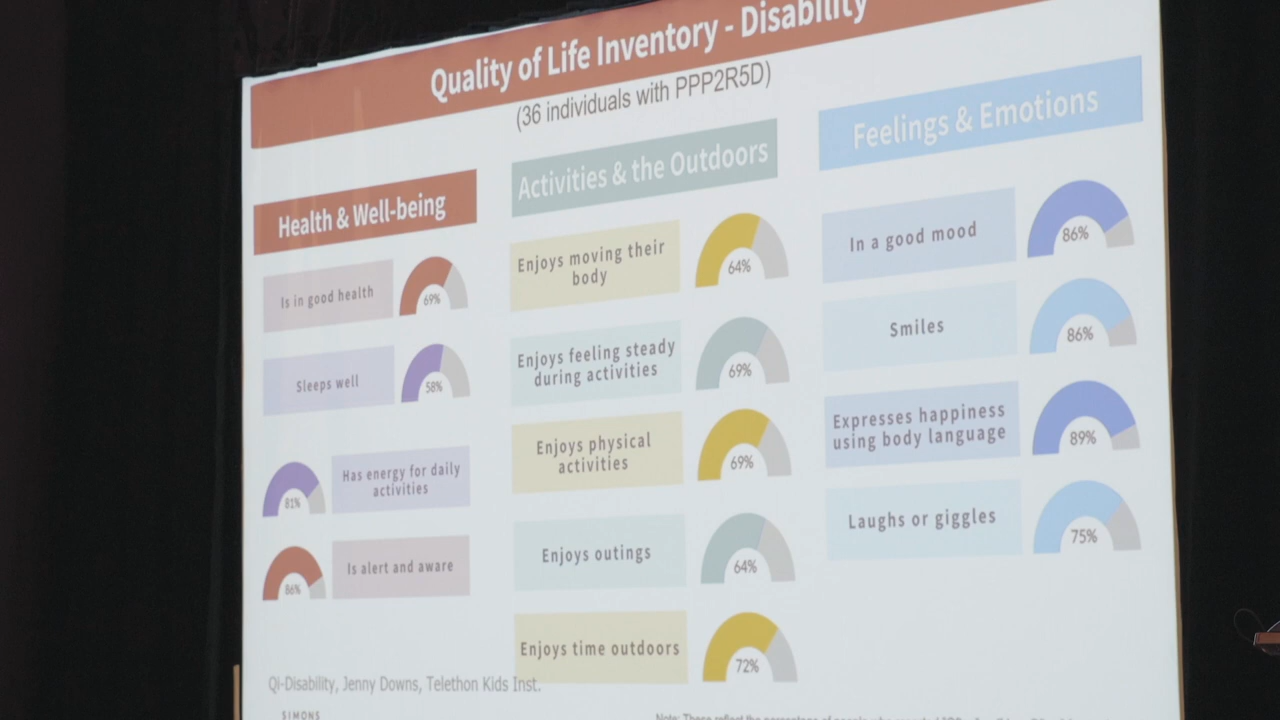 Quality of Life Inventory - Disability
(36 individuals with PPP2R5D)
Health & Well-being
Is in good health
69%
Sleeps well
58%
81%
Has energy for daily
activities
86%
Is alert and aware
Activities & the Outdoors
Enjoys moving their
body
64%
Enjoys feeling steady
during activities
69%
Enjoys physical
activities
69%
Enjoys outings
64%
Enjoys time outdoors
72%
Feelings & Emotions
In a good mood
86%
Smiles
86%
Expresses happiness
using body language
89%
Laughs or giggles
75%
Qi-Disability, Jenny Downs, Telethon Kids Inst.
SIMONS